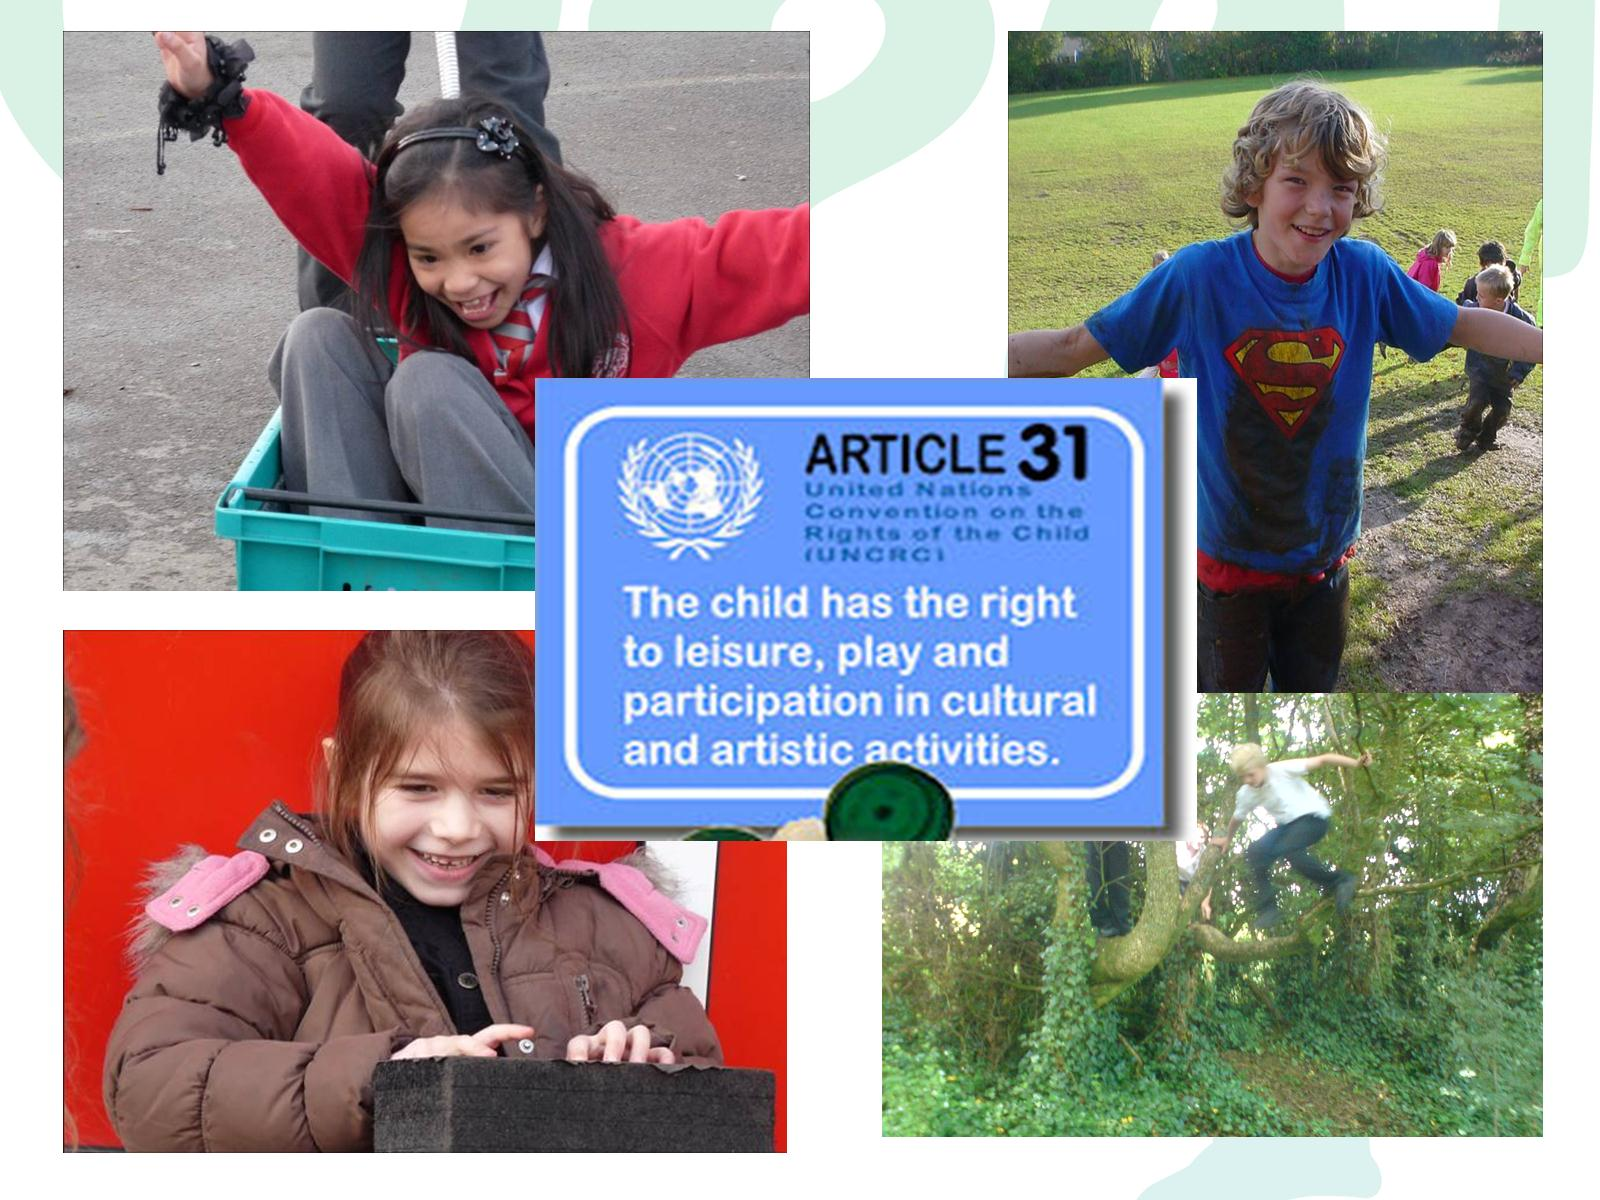 ARTICLE 31
United Nations
Convention on the
Rights of the Child
(UNCRC)
The child has the right
to leisure, play and
participation in cultural
and artistic activities.